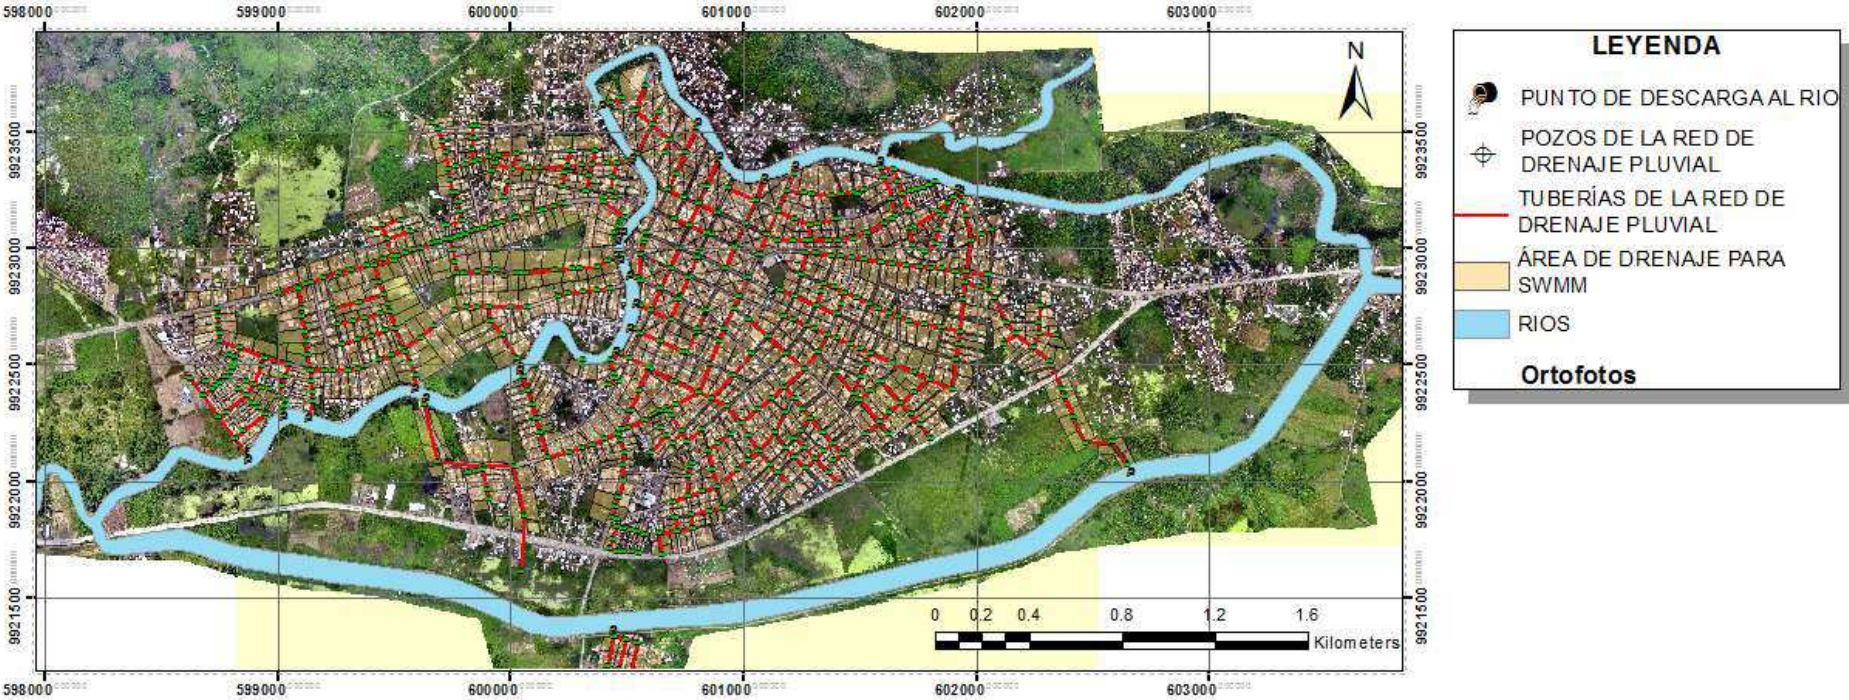 598000 599000 600000 601000 602000 603000
9923500 9923500
9923000 9923000
9922500 9922500
9922000 9922000
9921500 9921500
N
0 0.2 0.4 0.8 1.2 1.6
Kilometers
598000 599000 600000 601000 602000 603000
LEYENDA
PUNTO DE DESCARGA AL RIO
POZOS DE LA RED DE
DRENAJE PLUVIAL
TUBERÍAS DE LA RED DE
DRENAJE PLUVIAL
ÁREA DE DRENAJE PARA
SWMM
RIOS
Ortofotos